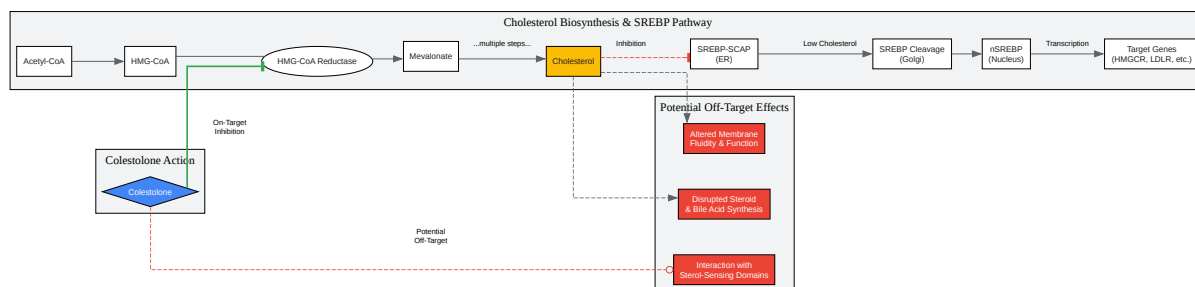 Cholesterol Biosynthesis & SREBP Pathway
Acetyl-CoA
HMG-CoA
HMG-CoA Reductase
Mevalonate
...multiple steps...
Cholesterol
Inhibition
SREBP-SCAP
(ER)
Low Cholesterol
SREBP Cleavage
(Golgi)
nSREBP
(Nucleus)
Transcription
Target Genes
(HMGCR, LDLR, etc.)
On-Target
Inhibition
Colestolone Action
Colestolone
Potential
Off-Target
Potential Off-Target Effects
Altered Membrane
Fluidity & Function
Disrupted Steroid
& Bile Acid Synthesis
Interaction with
Sterol-Sensing Domains